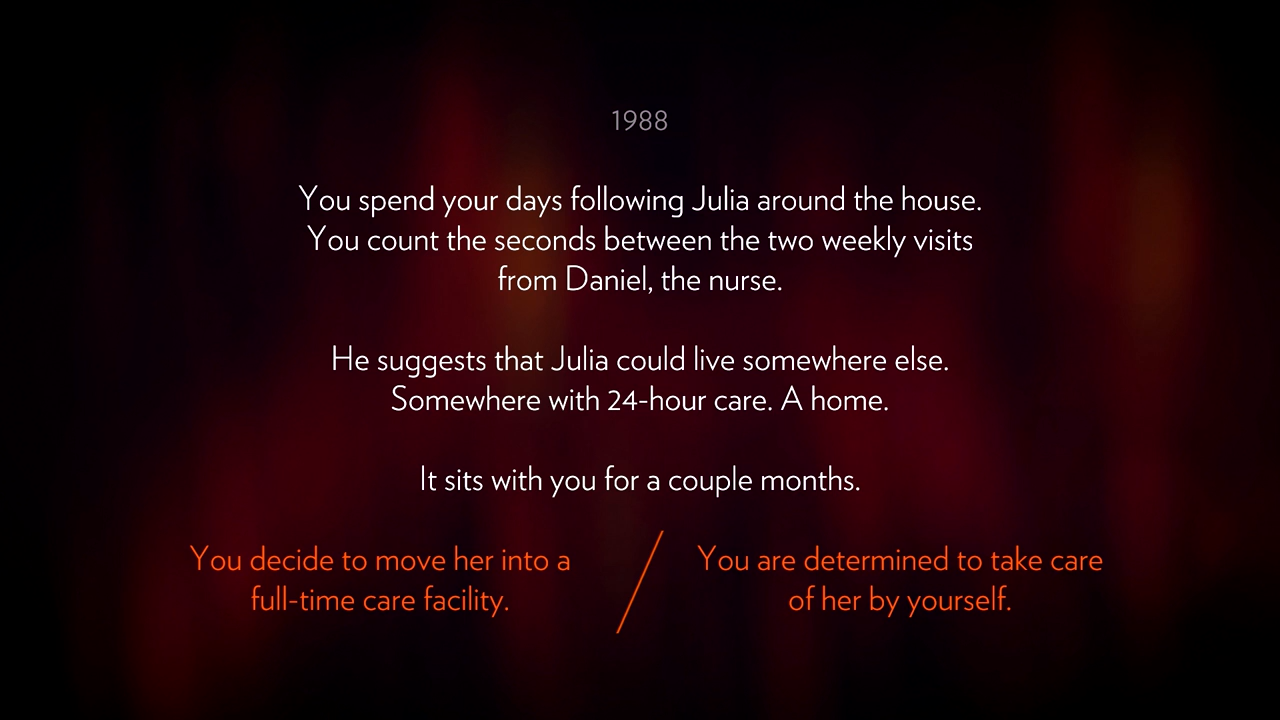 1988
You spend your days following Julia around the house.
You count the seconds between the two weekly visits
from Daniel, the nurse.
He suggests that Julia could live somewhere else.
Somewhere with 24-hour care. A home.
It sits with you for a couple months.
You decide to move her into a
full-time care facility.
You are determined to take care
of her by yourself.